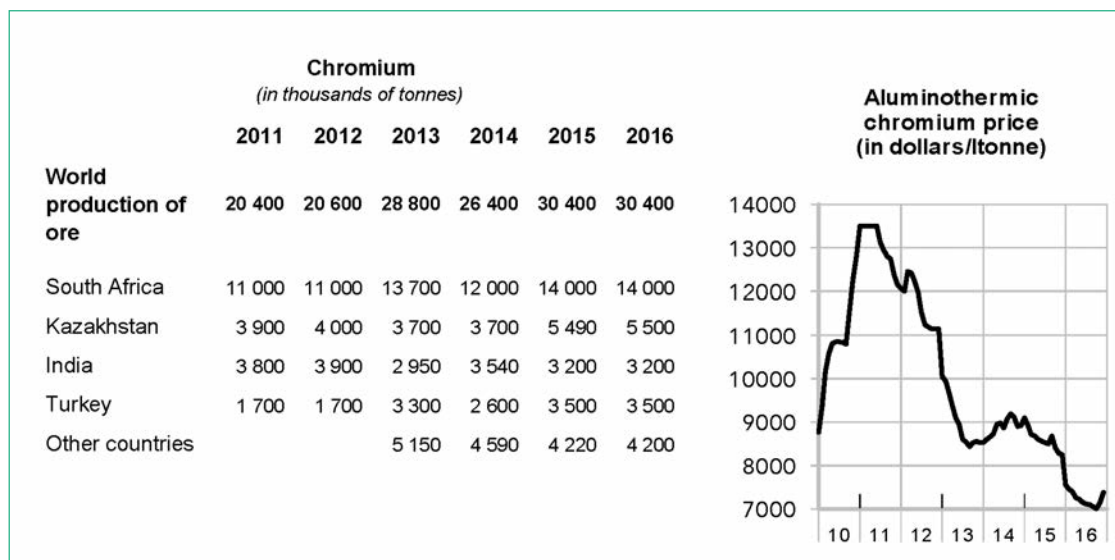 Chromium
(in thousands of tonnes)
2011 2012 2013 2014 2015 2016
World
production of 20 400 20 600 28 800 26 400 30 400 30 400
ore
South Africa 11 000 11 000 13 700 12 000 14 000 14 000
Kazakhstan 3 900 4 000 3 700 3 700 5 490 5 500
India 3 800 3 900 2 950 3 540 3 200 3 200
Turkey 1 700 1 700 3 300 2 600 3 500 3 500
Other countries 5 150 4 590 4 220 4 200
Aluminothermic
chromium price
(in dollars/ltonne)
14000
13000
12000
11000
10000
9000
8000
7000
10 11 12 13 14 15 16